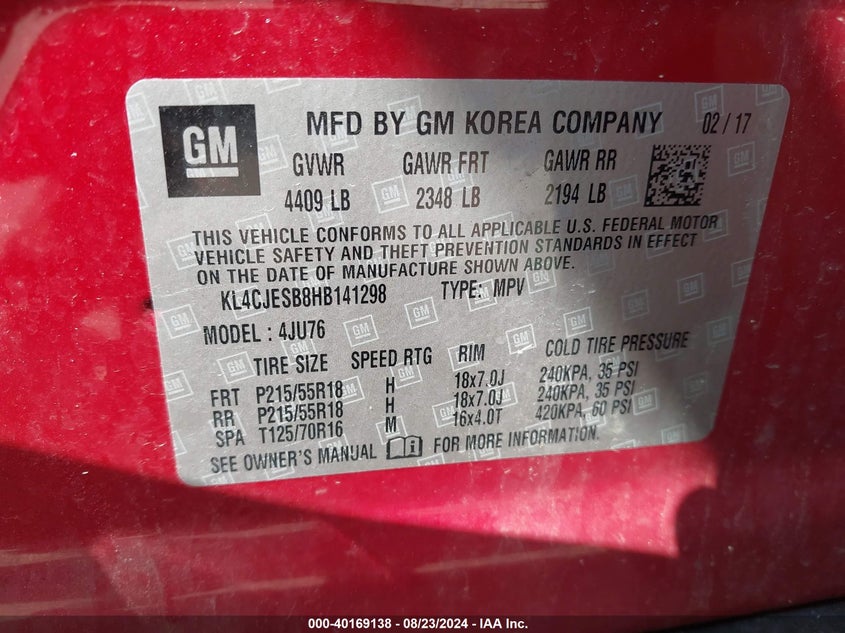 GM
MFD BY GM KOREA COMPANY 02/17
GVWR GAWR FRT GAWR RR
4409 LB 2348 LB 2194 LB
THIS VEHICLE CONFORMS TO ALL APPLICABLE U.S. FEDERAL MOTOR
VEHICLE SAFETY AND THEFT PREVENTION STANDARDS IN EFFECT
ON THE DATE OF MANUFACTURE SHOWN ABOVE.
KL4CJESB8HB141298 TYPE: MPV
MODEL : 4JU76
TIRE SIZE SPEED RTG RIM COLD TIRE PRESSURE
FRT P215/55R18 H 18x7.0J 240KPA, 35 PSI
RR P215/55R18 H 18x7.0J 240KPA, 35 PSI
SPA T125/70R16 M 16x4.0T 420KPA, 60 PSI
SEE OWNER'S MANUAL FOR MORE INFORMATION.
000-40169138 - 08/23/2024 - IAA Inc.